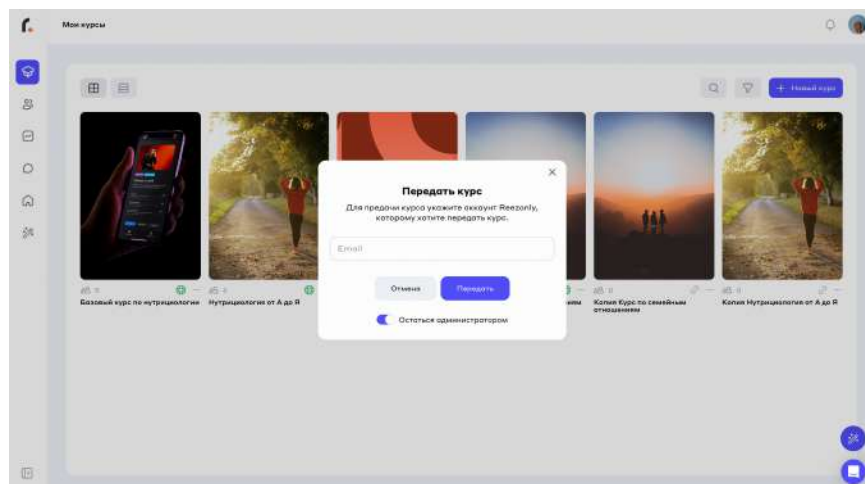 Мои курсы
+ Новый курс
Передать курс
Для предачи курса укажите аккаунт Reezonly,
которому хотите передать курс.
Email
Отмена
Передать
Остаться администратором
Базовый курс по нутрициологии
Нутрициология от А до Я
Копия Курс по семейным
отношениям
Копия Нутрициология от А до Я